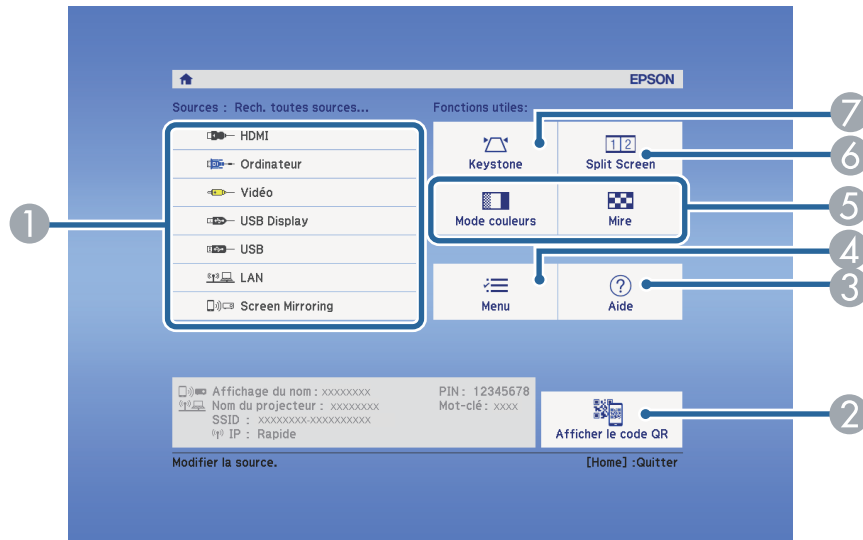 EPSON
Sources : Rech. toutes sources...
HDMI
Ordinateur
Vidéo
USB Display
USB
LAN
Screen Mirroring
Fonctions utiles:
Keystone
Split Screen
1 2
Mode couleurs
Mire
Menu
?
Aide
Affichage du nom : xxxxxxxx
Nom du projecteur : xxxxxxxx
SSID : xxxxxxxx-xxxxxxxxxx
IP : Rapide
PIN : 12345678
Mot-clé : xxxx
Afficher le code QR
Modifier la source.
[Home] :Quitter
1
7
6
5
4
3
2